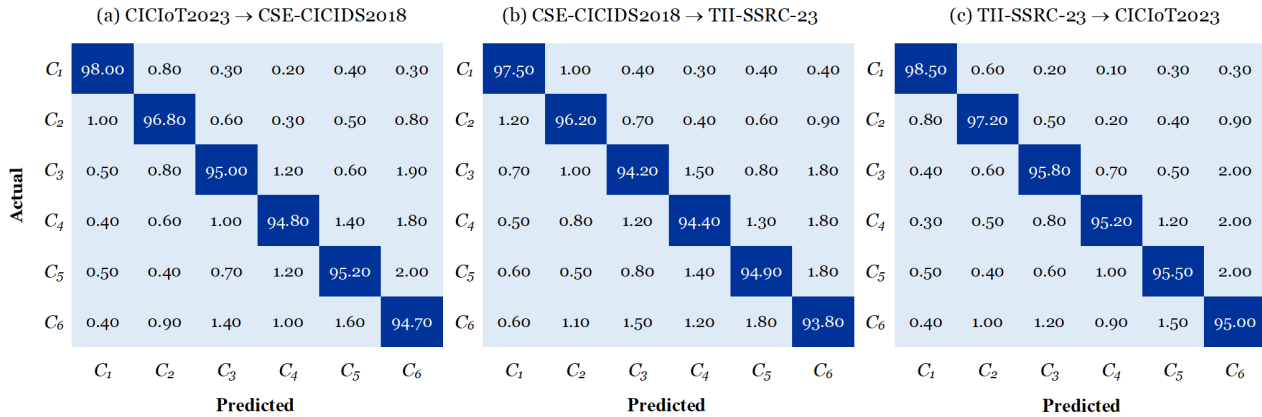 (a) CICIoT2023 → CSE-CICIDS2018 (b) CSE-CICIDS2018 → TII-SSRC-23 (c) TII-SSRC-23 → CICIoT2023
C1 98.00 0.80 0.30 0.20 0.40 0.30 C1 97.50 1.00 0.40 0.30 0.40 0.40 C1 98.50 0.60 0.20 0.10 0.30 0.30
C2 1.00 96.80 0.60 0.30 0.50 0.80 C2 1.20 96.20 0.70 0.40 0.60 0.90 C2 0.80 97.20 0.50 0.20 0.40 0.90
C3 0.50 0.80 95.00 1.20 0.60 1.90 C3 0.70 1.00 94.20 1.50 0.80 1.80 C3 0.40 0.60 95.80 0.70 0.50 2.00
Actual
C4 0.40 0.60 1.00 94.80 1.40 1.80 C4 0.50 0.80 1.20 94.40 1.30 1.80 C4 0.30 0.50 0.80 95.20 1.20 2.00
C5 0.50 0.40 0.70 1.20 95.20 2.00 C5 0.60 0.50 0.80 1.40 94.90 1.80 C5 0.50 0.40 0.60 1.00 95.50 2.00
C6 0.40 0.90 1.40 1.00 1.60 94.70 C6 0.60 1.10 1.50 1.20 1.80 93.80 C6 0.40 1.00 1.20 0.90 1.50 95.00
C1 C2 C3 C4 C5 C6 C1 C2 C3 C4 C5 C6 C1 C2 C3 C4 C5 C6
Predicted Predicted Predicted